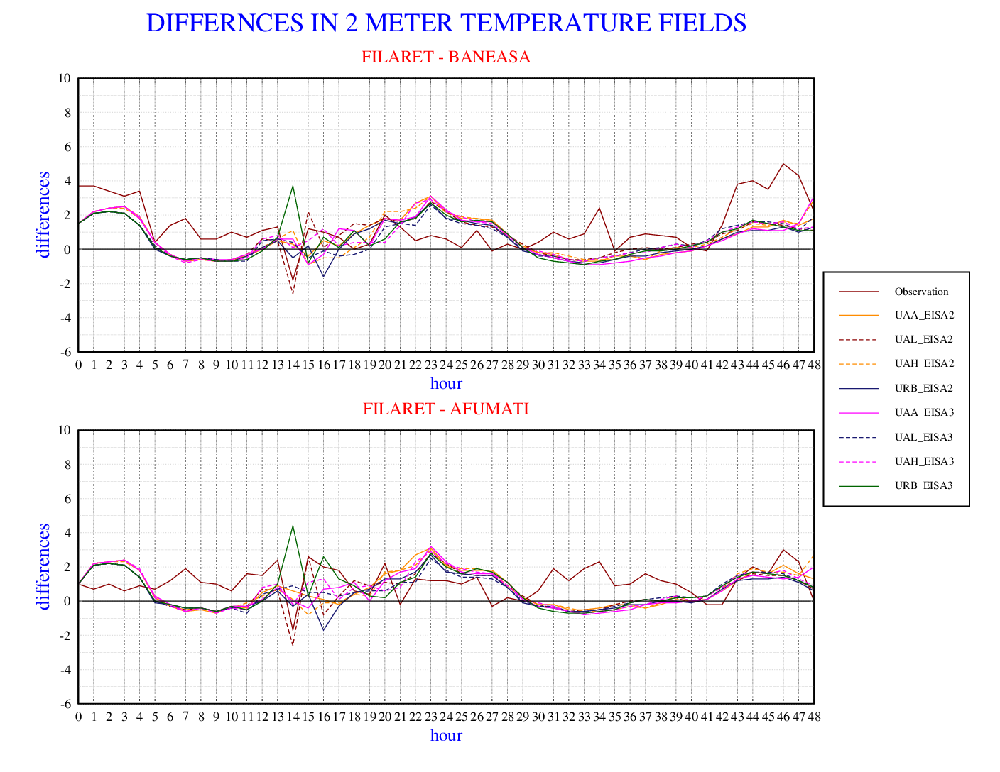 DIFFERNCES IN 2 METER TEMPERATURE FIELDS
FILARET - BANEASA
10
8
6
4
2
0
-2
-4
-6
differences
0 1 2 3 4 5 6 7 8 9 10 11 12 13 14 15 16 17 18 19 20 21 22 23 24 25 26 27 28 29 30 31 32 33 34 35 36 37 38 39 40 41 42 43 44 45 46 47 48
hour
Observation
UAA_EISA2
UAL_EISA2
UAH_EISA2
URB_EISA2
UAA_EISA3
UAL_EISA3
UAH_EISA3
URB_EISA3
FILARET - AFUMATI
10
8
6
4
2
0
-2
-4
-6
differences
0 1 2 3 4 5 6 7 8 9 10 11 12 13 14 15 16 17 18 19 20 21 22 23 24 25 26 27 28 29 30 31 32 33 34 35 36 37 38 39 40 41 42 43 44 45 46 47 48
hour